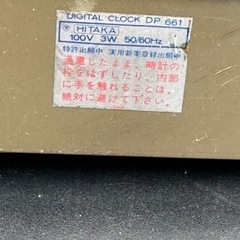 DIGITAL CLOCK DP 661
HITAKA
100V 3W 50/60Hz
特許出願中 実用新案登録出願中
通電したまま、時計の
枠をはずしたり、内部
に手を触れることは、
絶対に避けて下さい。